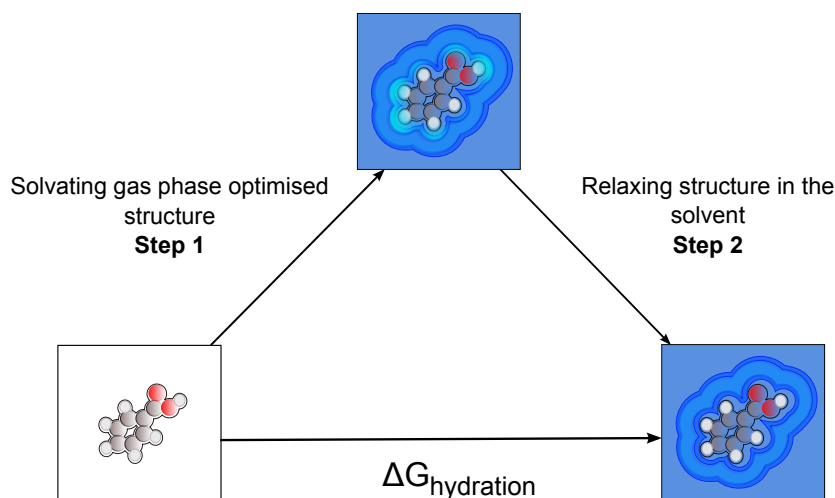 Solvating gas phase optimised
structure
Step 1
Relaxing structure in the
solvent
Step 2
ΔGhydration